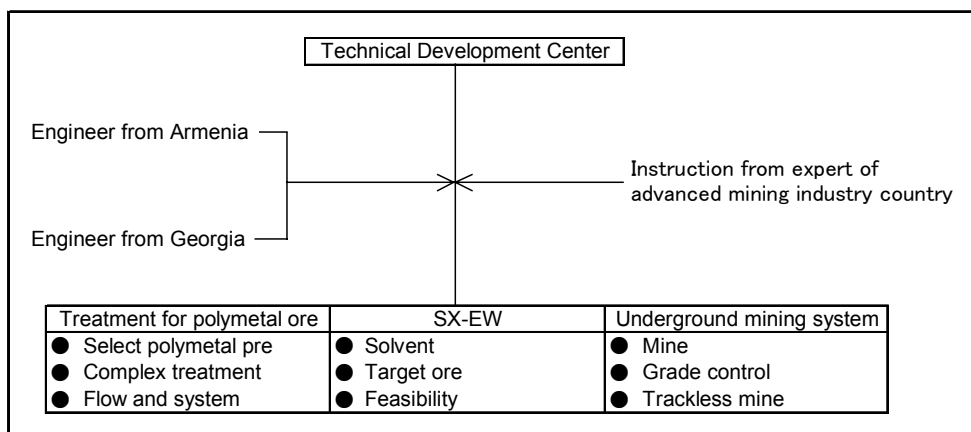 Technical Development Center
Engineer from Armenia
Instruction from expert of
advanced mining industry country
Engineer from Georgia
Treatment for polymetal ore
SX-EW
Underground mining system
● Select polymetal pre
● Solvent
● Mine
● Complex treatment
● Target ore
● Grade control
● Flow and system
● Feasibility
● Trackless mine